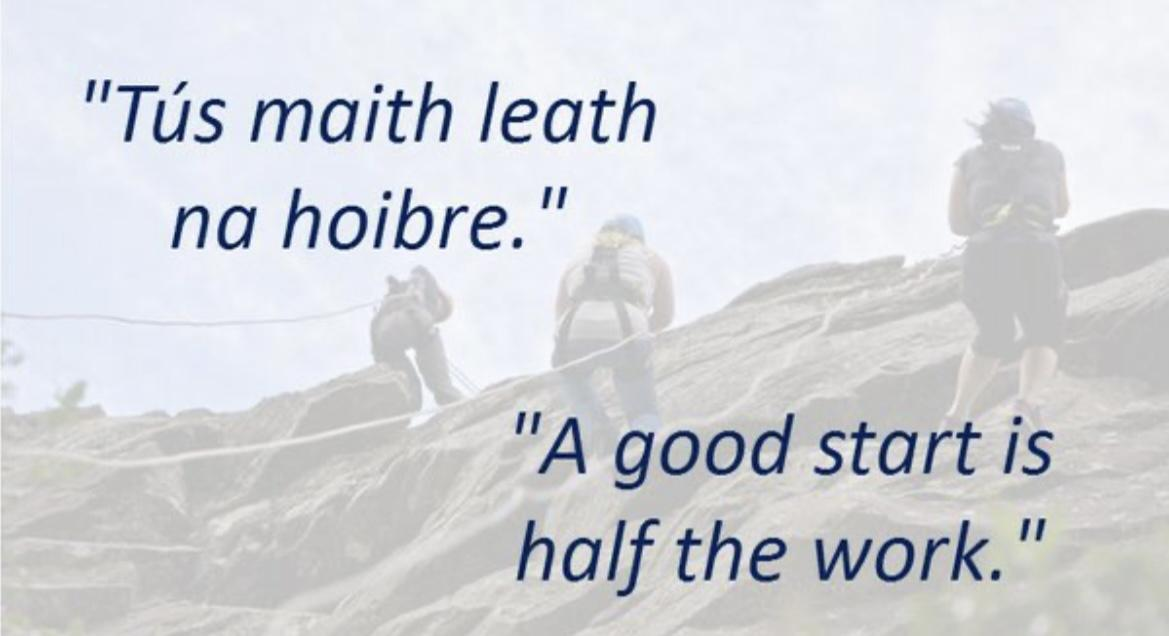 "Tús maith leath
na hoibre."
"A good start is
half the work."